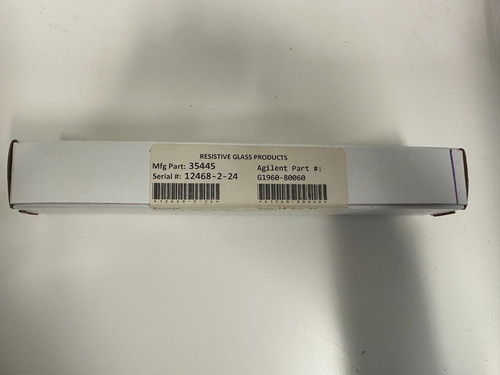 RESISTIVE GLASS PRODUCTS
Mfg Part: 35445
Agilent Part #:
Serial #: 12468-2-24
G1960-80060